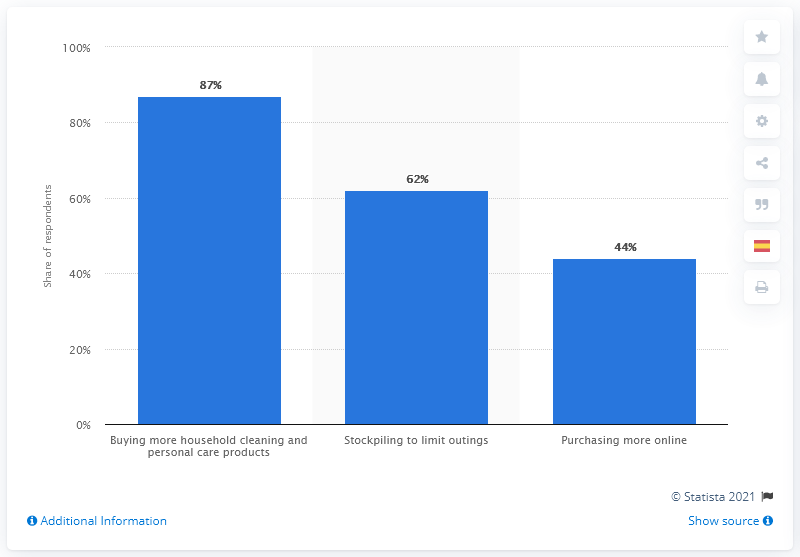 100%
87%
80%
62%
60%
44%
40%
20%
0%
Share of respondents
Buying more household cleaning and
personal care products
Stockpiling to limit outings
Purchasing more online
© Statista 2021
Additional Information
Show source